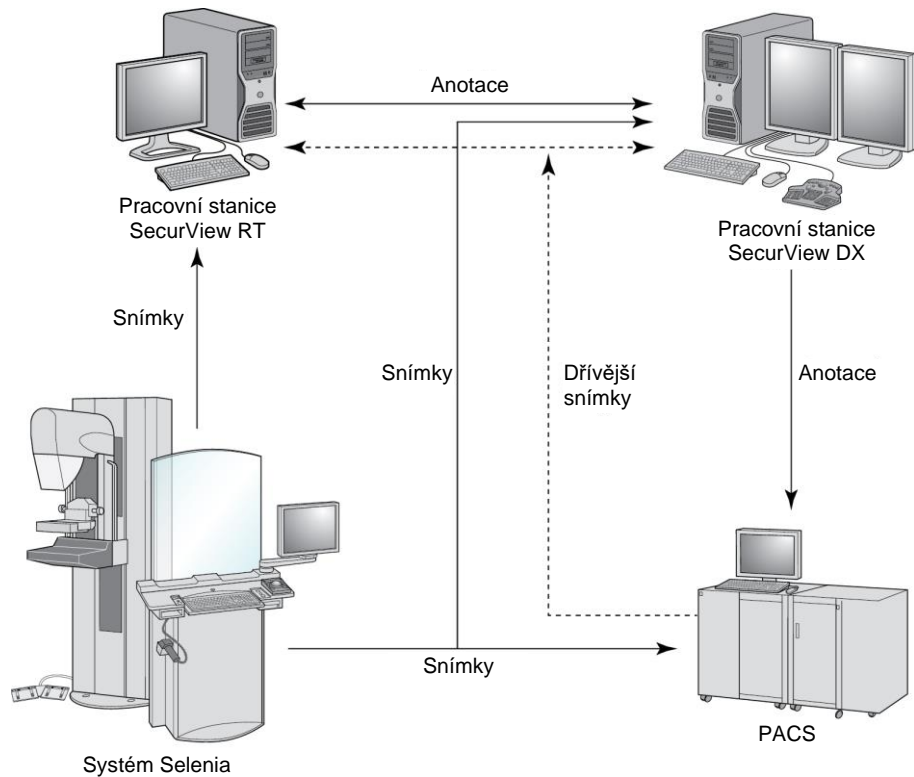 Anotace
Pracovní stanice
SecurView RT
Pracovní stanice
SecurView DX
Snímky
Snímky
Dřívější
snímky
Anotace
Snímky
PACS
Systém Selenia